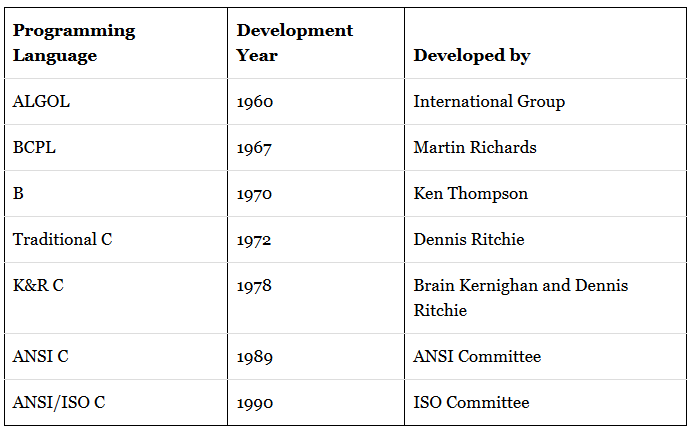 Programming Language Development Year Developed by
ALGOL 1960 International Group
BCPL 1967 Martin Richards
B 1970 Ken Thompson
Traditional C 1972 Dennis Ritchie
K&R C 1978 Brain Kernighan and Dennis Ritchie
ANSI C 1989 ANSI Committee
ANSI/ISO C 1990 ISO Committee